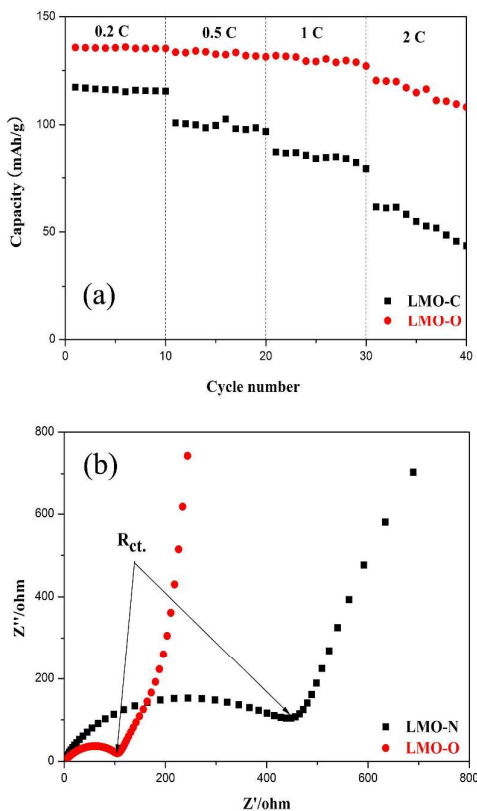 150
0.2 C 0.5 C 1 C 2 C
100
50
0
Capacity (mAh/g)
(a)
LMO-C
LMO-O
0 10 20 30 40
Cycle number
800
600
400
200
0
Z''/ohm
(b)
Rct.
LMO-N
LMO-O
0 200 400 600 800
Z'/ohm